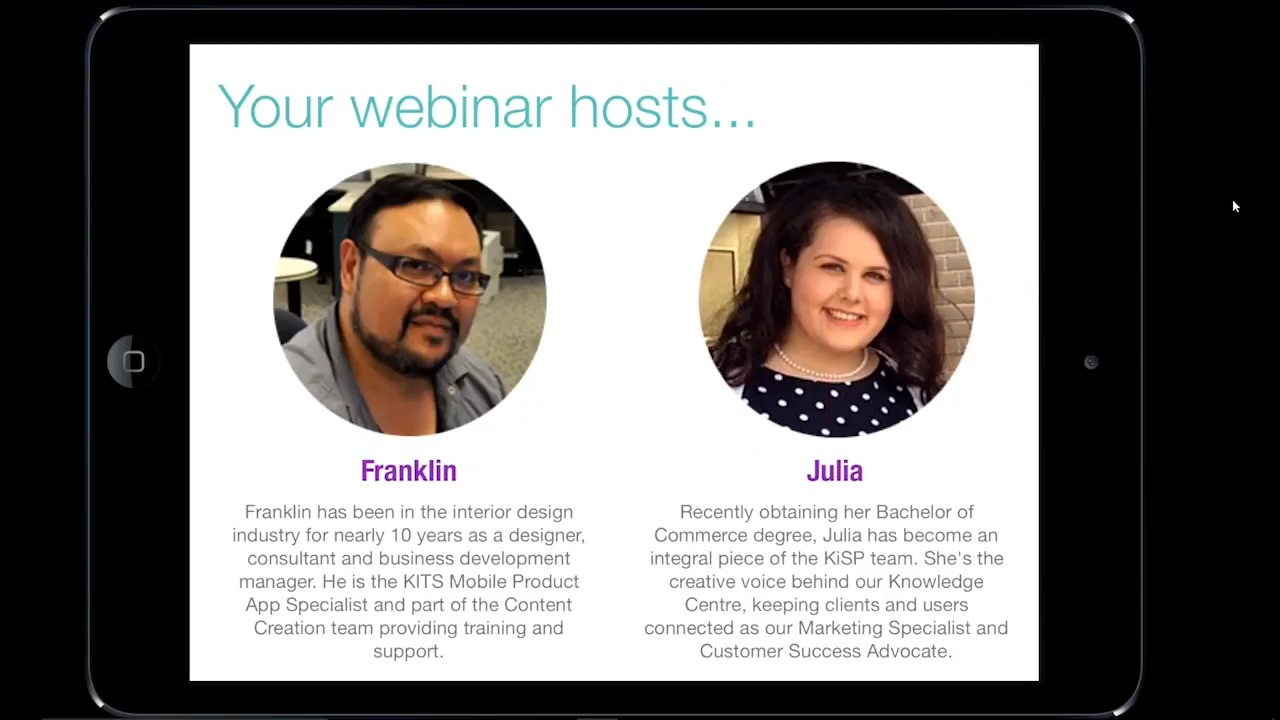 Your webinar hosts...
Franklin
Franklin has been in the interior design
industry for nearly 10 years as a designer,
consultant and business development
manager. He is the KITS Mobile Product
App Specialist and part of the Content
Creation team providing training and
support.
Julia
Recently obtaining her Bachelor of
Commerce degree, Julia has become an
integral piece of the KiSP team. She's the
creative voice behind our Knowledge
Centre, keeping clients and users
connected as our Marketing Specialist and
Customer Success Advocate.